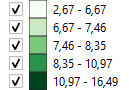 2,67 - 6,67
6,67 - 7,46
7,46 - 8,35
8,35 - 10,97
10,97 - 16,49